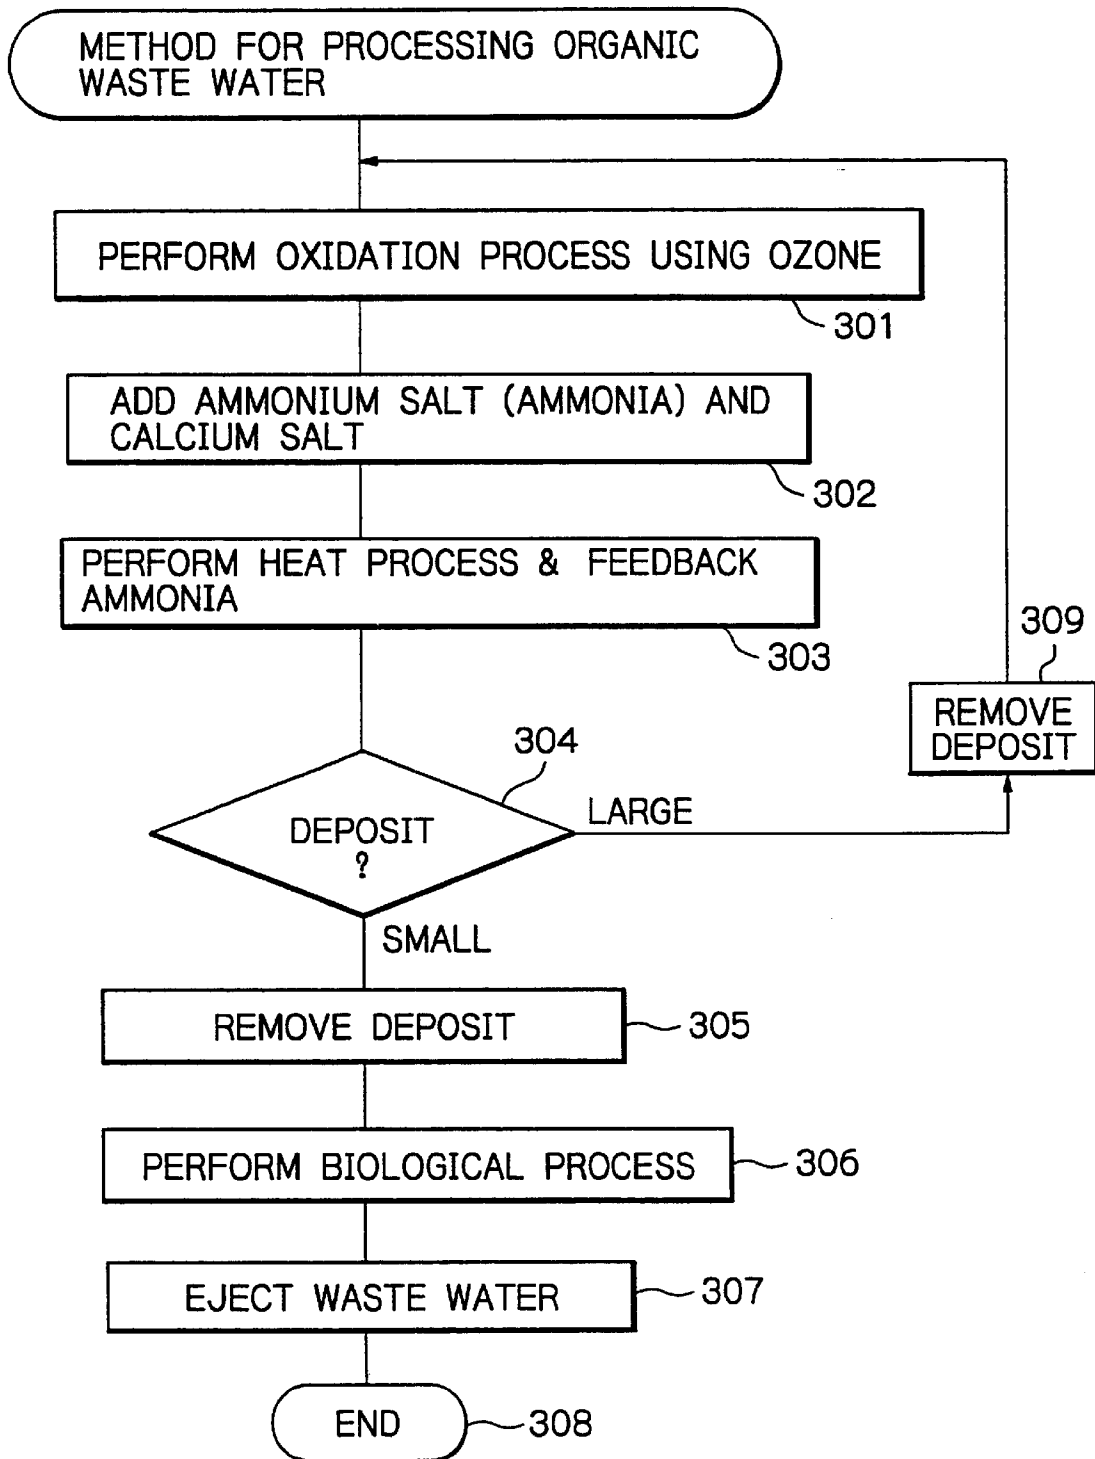 METHOD FOR PROCESSING ORGANIC
WASTE WATER
PERFORM OXIDATION PROCESS USING OZONE
301
ADD AMMONIUM SALT (AMMONIA) AND
CALCIUM SALT
302
PERFORM HEAT PROCESS & FEEDBACK
AMMONIA
303
309
REMOVE
DEPOSIT
304
DEPOSIT
?
LARGE
SMALL
REMOVE DEPOSIT
305
PERFORM BIOLOGICAL PROCESS
306
EJECT WASTE WATER
307
END
308